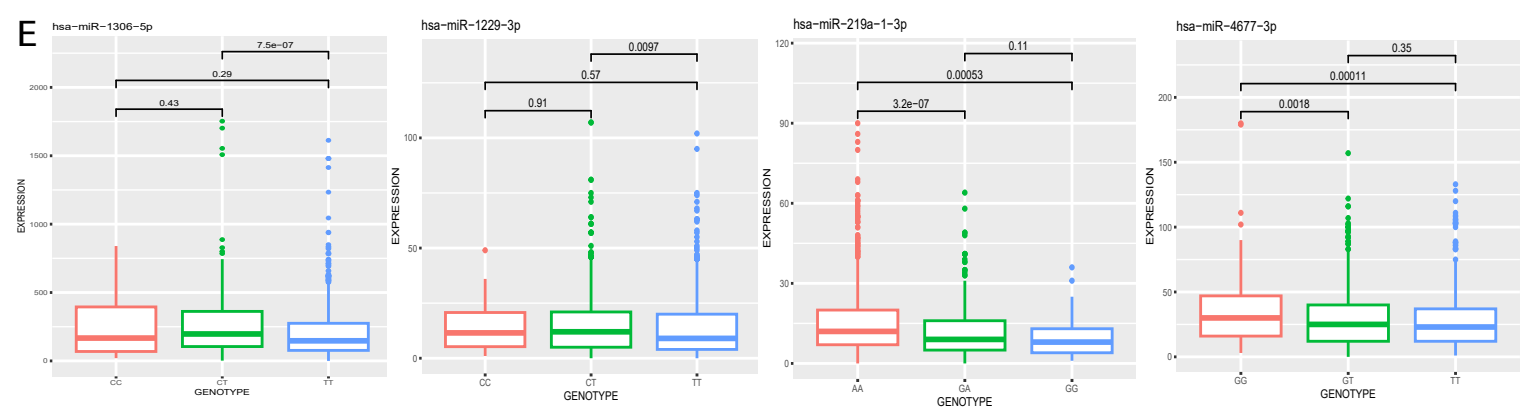 E
hsa−miR−1306−5p
7.5e−07
0.29
0.43
2000
1500
1000
500
0
EXPRESSION
CC CT TT
GENOTYPE
hsa−miR−1229−3p
0.0097
0.57
0.91
100
50
0
EXPRESSION
CC CT TT
GENOTYPE
hsa−miR−219a−1−3p
0.11
0.00053
3.2e−07
120
90
60
30
0
EXPRESSION
AA GA GG
GENOTYPE
hsa−miR−4677−3p
0.35
0.00011
0.0018
200
150
100
50
0
EXPRESSION
GG GT TT
GENOTYPE